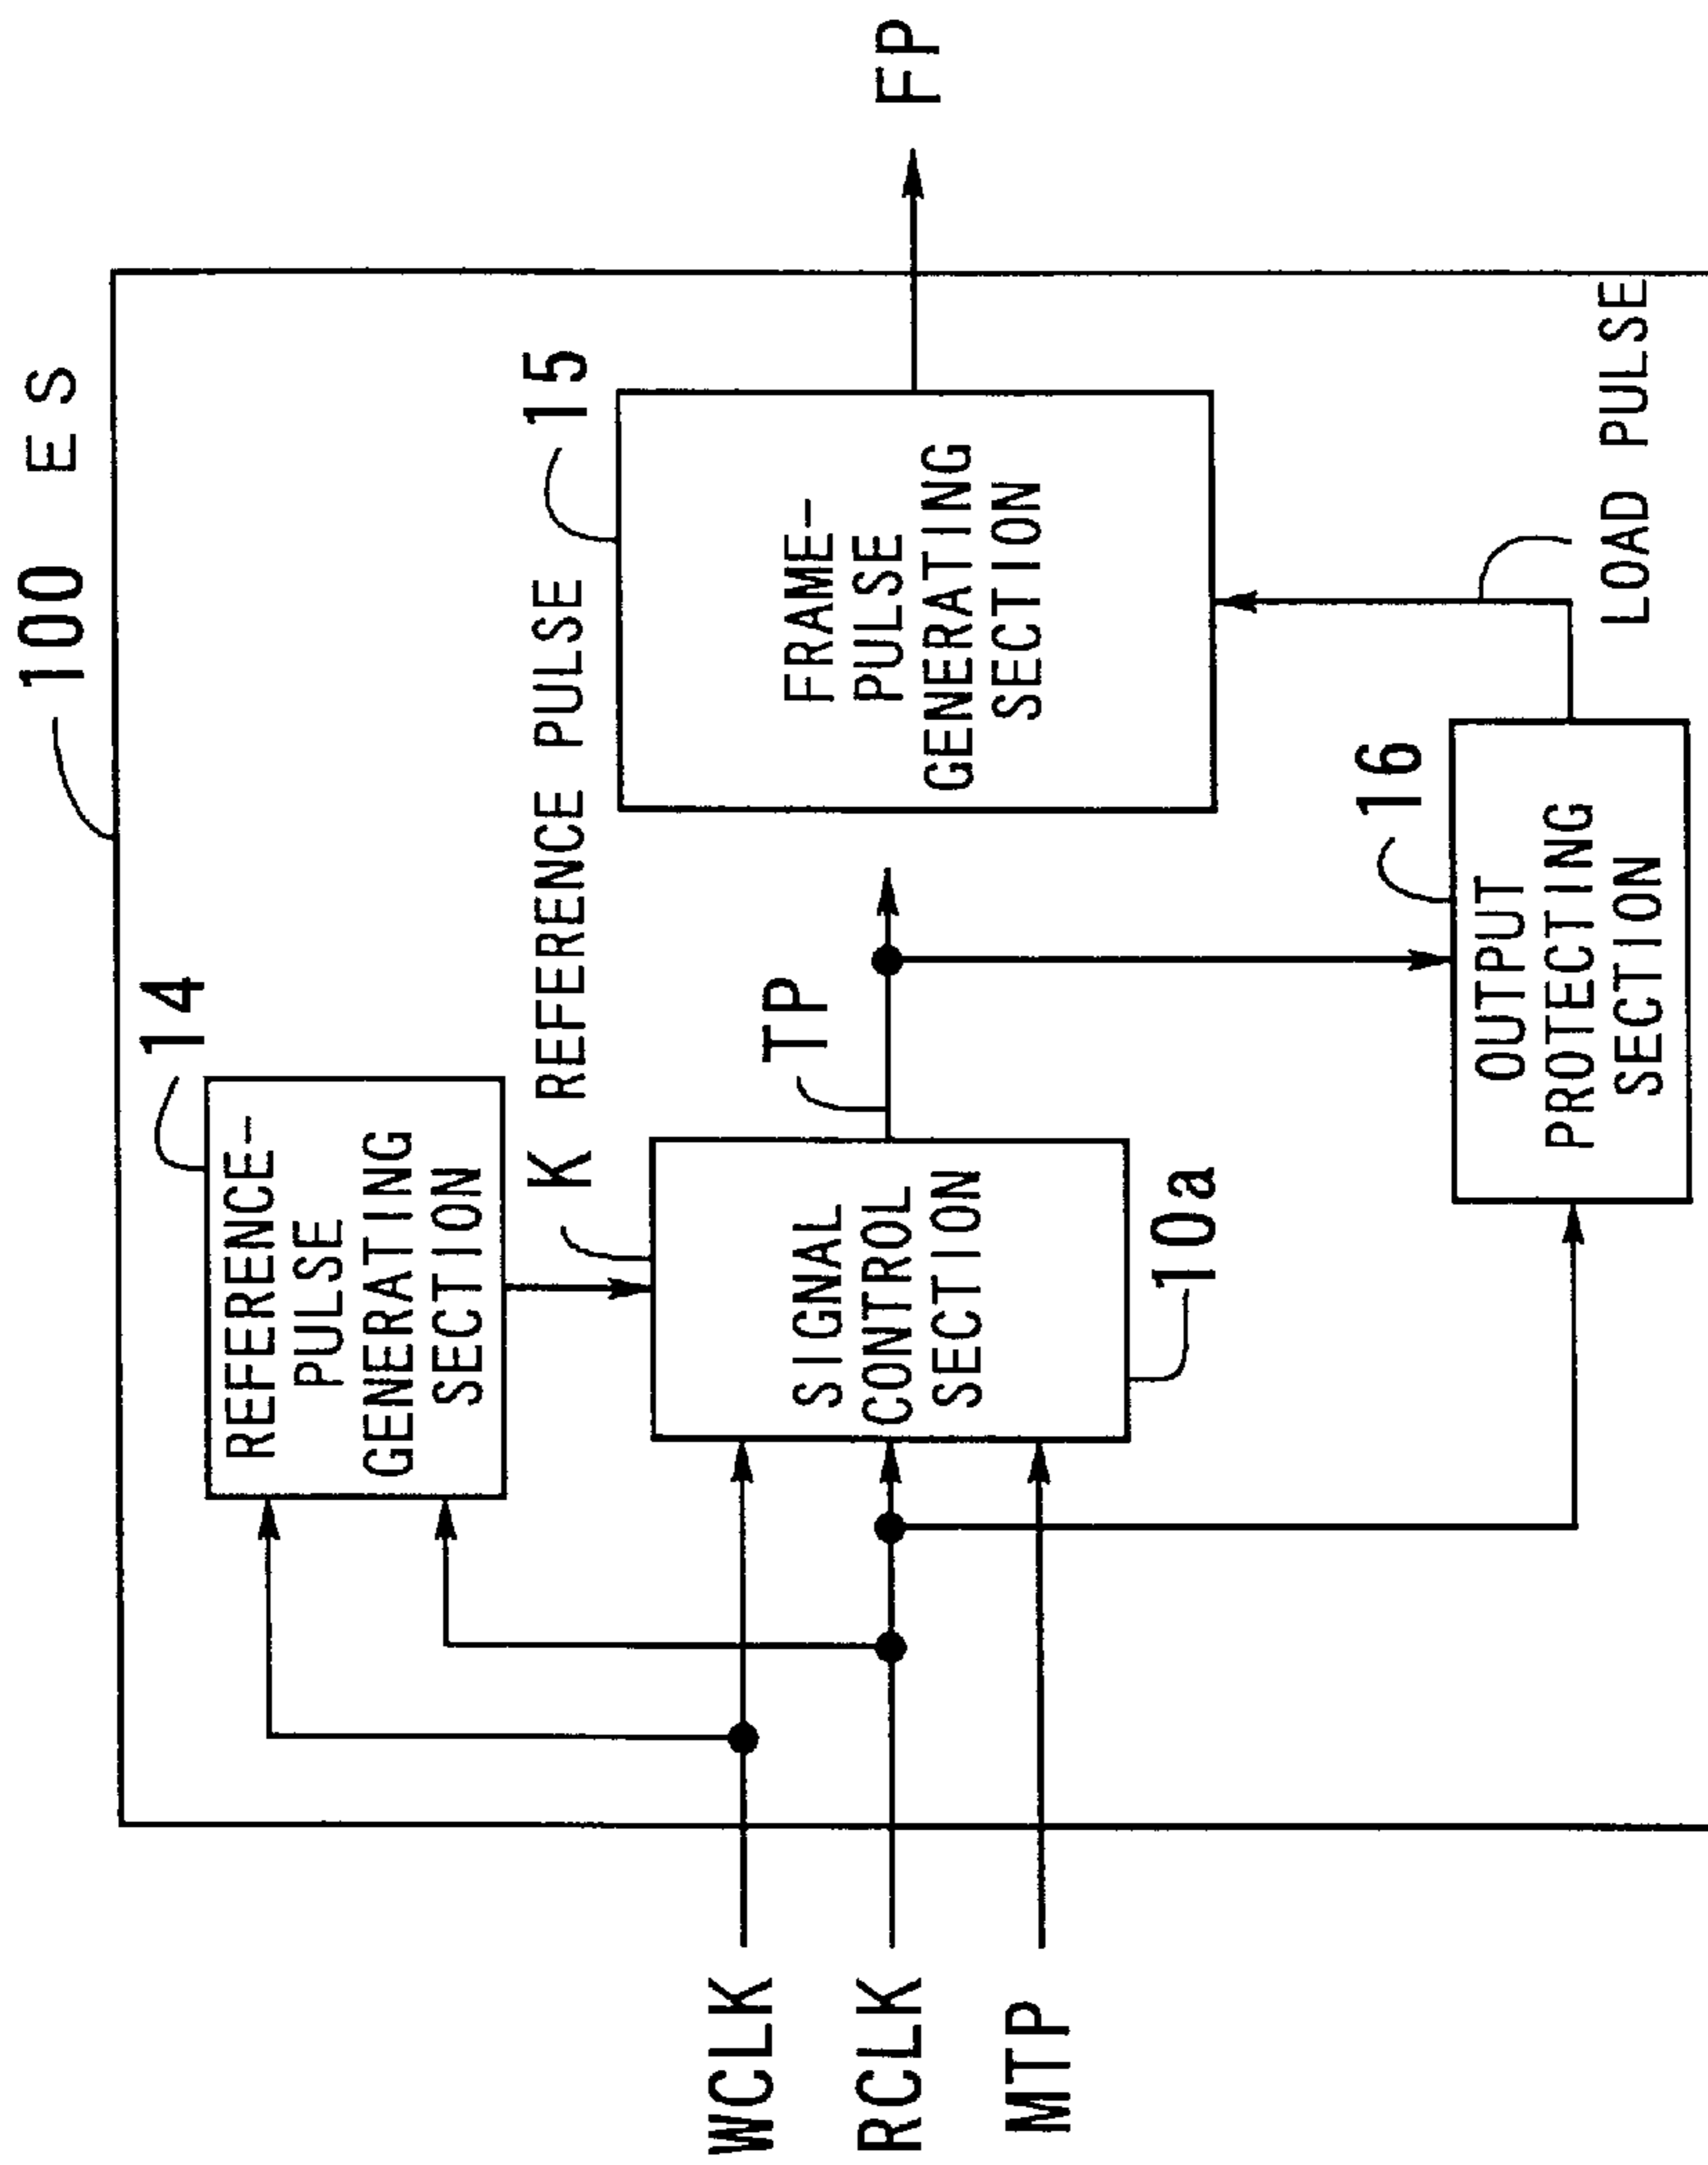 100 ES
14
REFERENCE-
PULSE
GENERATING
SECTION
K REFERENCE PULSE
15
FRAME-
PULSE
GENERATING
SECTION
FP
WCLK
RCLK
MTP
SIGNAL
CONTROL
SECTION
TP
10a
16
OUTPUT
PROTECTING
SECTION
LOAD PULSE